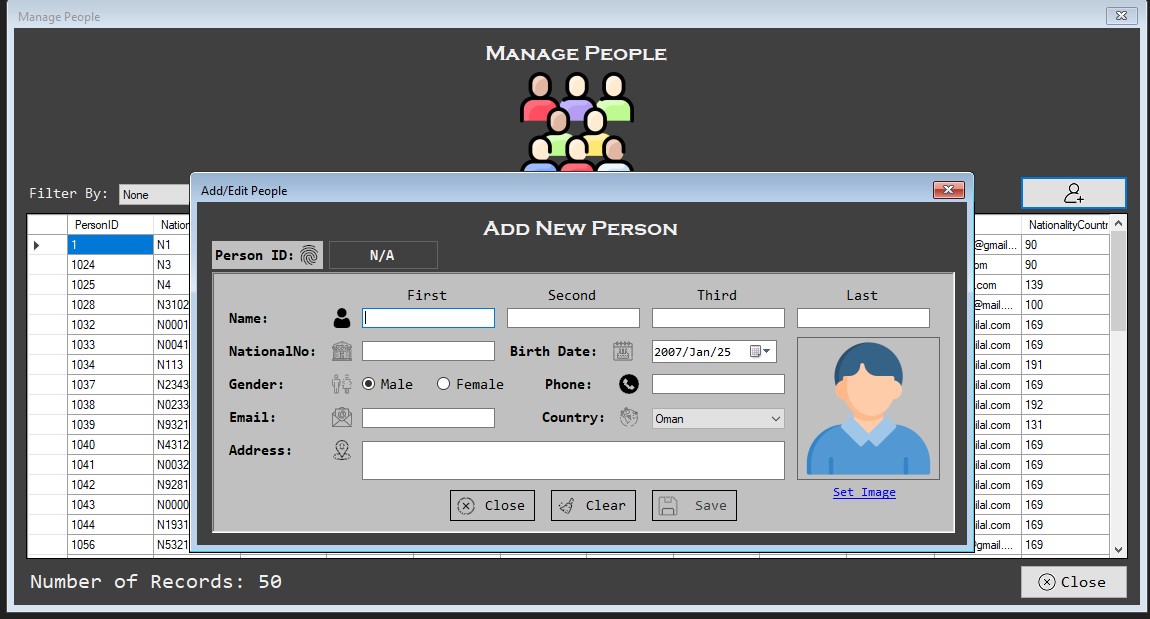 Manage People
Manage People
Filter By: None
Add/Edit People
Add New Person
Person ID: N/A
First Second Third Last
Name:
NationalNo: Birth Date: 2007/Jan/25
Gender: Male Female Phone:
Email: Country: Oman
Address:
Set Image
Close Clear Save
PersonID Nation NationalityCountr
1 N1 @gmail... 90
1024 N3 om 90
1025 N4 .com 139
1028 N3102 @mail.... 100
1032 N0001 ilal.com 169
1033 N0041 ilal.com 169
1034 N113 ilal.com 191
1037 N2343 ilal.com 169
1038 N0233 ilal.com 192
1039 N9321 ilal.com 131
1040 N4312 ilal.com 169
1041 N0032 ilal.com 169
1042 N9281 ilal.com 169
1043 N0000 ilal.com 169
1044 N1931 ilal.com 169
1056 N5321 gmail.... 169
Number of Records: 50
Close